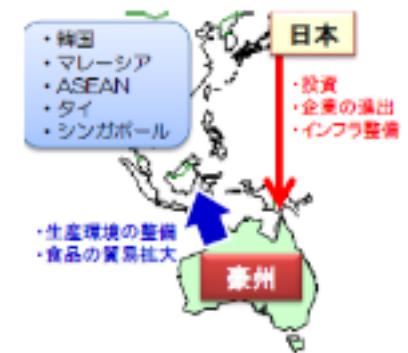 ・韓国
・マレーシア
・ASEAN
・タイ
・シンガポール
日本
・投資
・企業の進出
・インフラ整備
・生産環境の整備
・食品の貿易拡大
豪州